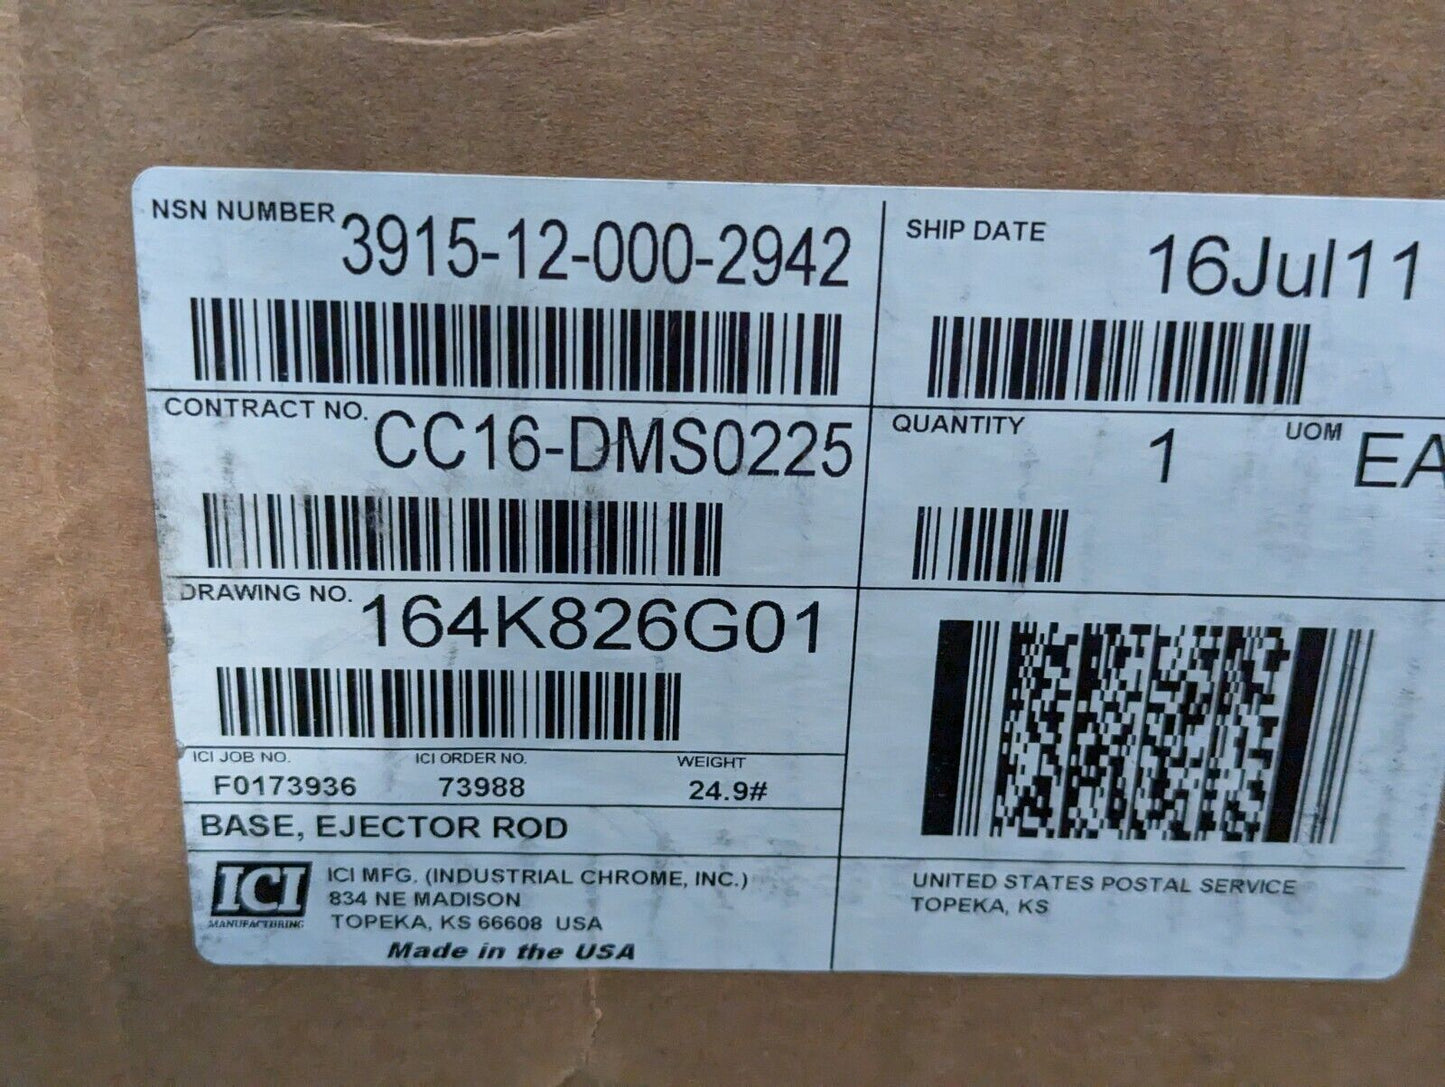 NSN NUMBER 3915-12-000-2942
SHIP DATE 16Jul11
CONTRACT NO. CC16-DMS0225
QUANTITY 1 UOM EA
DRAWING NO. 164K826G01
ICI JOB NO. ICI ORDER NO. WEIGHT
F0173936 73988 24.9#
BASE, EJECTOR ROD
ICI
MANUFACTURING
ICI MFG. (INDUSTRIAL CHROME, INC.)
834 NE MADISON
TOPEKA, KS 66608 USA
Made in the USA
UNITED STATES POSTAL SERVICE
TOPEKA, KS